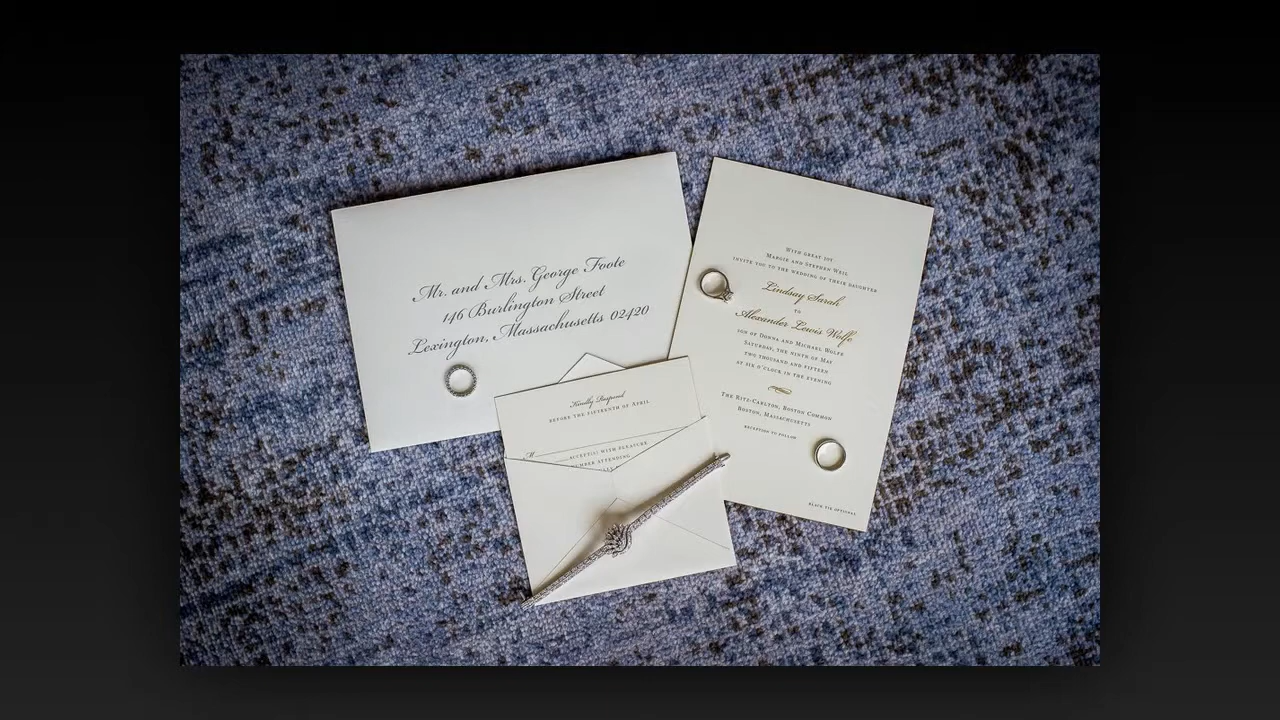 Mr. and Mrs. George Foote
146 Burlington Street
Lexington, Massachusetts 02420
With great joy
Margie and Stephen Weil
invite you to the wedding of their daughter
Lindsay Sarah
to
Alexander Lewis Wolfe
son of Donna and Michael Wolfe
Saturday, the ninth of May
two thousand and fifteen
at six o'clock in the evening
The Ritz-Carlton, Boston Common
Boston, Massachusetts
reception to follow
black tie optional
Kindly Respond
before the fifteenth of April
M
accept(s) with pleasure
number attending